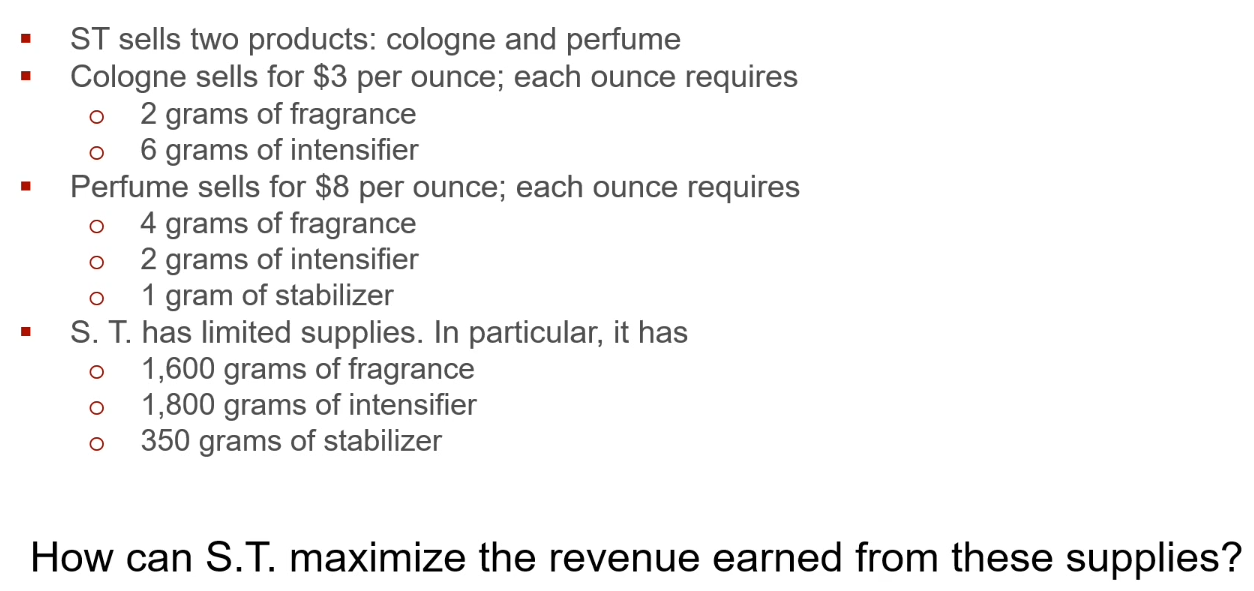 ▪ ST sells two products: cologne and perfume
▪ Cologne sells for $3 per ounce; each ounce requires
o 2 grams of fragrance
o 6 grams of intensifier
▪ Perfume sells for $8 per ounce; each ounce requires
o 4 grams of fragrance
o 2 grams of intensifier
o 1 gram of stabilizer
▪ S. T. has limited supplies. In particular, it has
o 1,600 grams of fragrance
o 1,800 grams of intensifier
o 350 grams of stabilizer
How can S.T. maximize the revenue earned from these supplies?